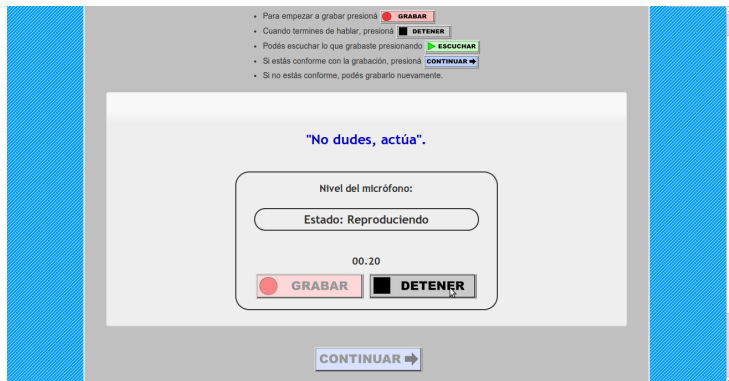 Para empezar a grabar presioná GRABAR
Cuando termines de hablar, presioná DETENER
Podés escuchar lo que grabaste presionando ESCUCHAR
Si estás conforme con la grabación, presioná CONTINUAR
Si no estás conforme, podés grabarlo nuevamente.
"No dudes, actúa".
Nivel del micrófono:
Estado: Reproduciendo
00.20
GRABAR DETENER
CONTINUAR